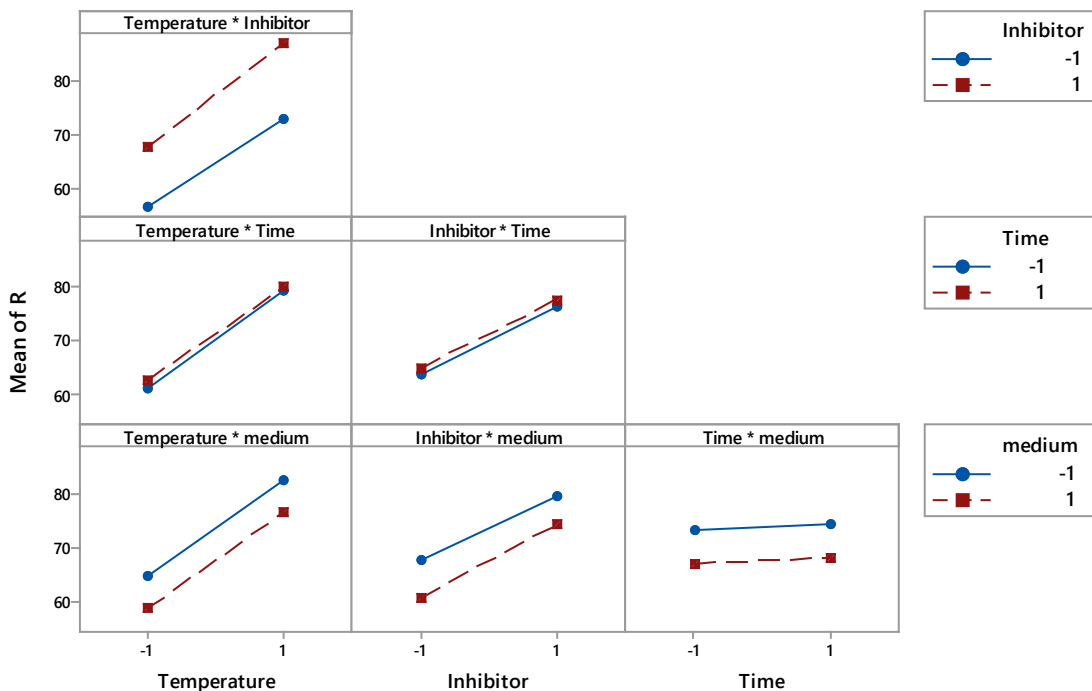 Temperature * Inhibitor
Inhibitor
-1
1
80
70
60
Temperature * Time
Inhibitor * Time
Time
-1
1
80
70
60
Mean of R
Temperature * medium
Inhibitor * medium
Time * medium
medium
-1
1
80
70
60
-1 1 -1 1 -1 1
Temperature Inhibitor Time